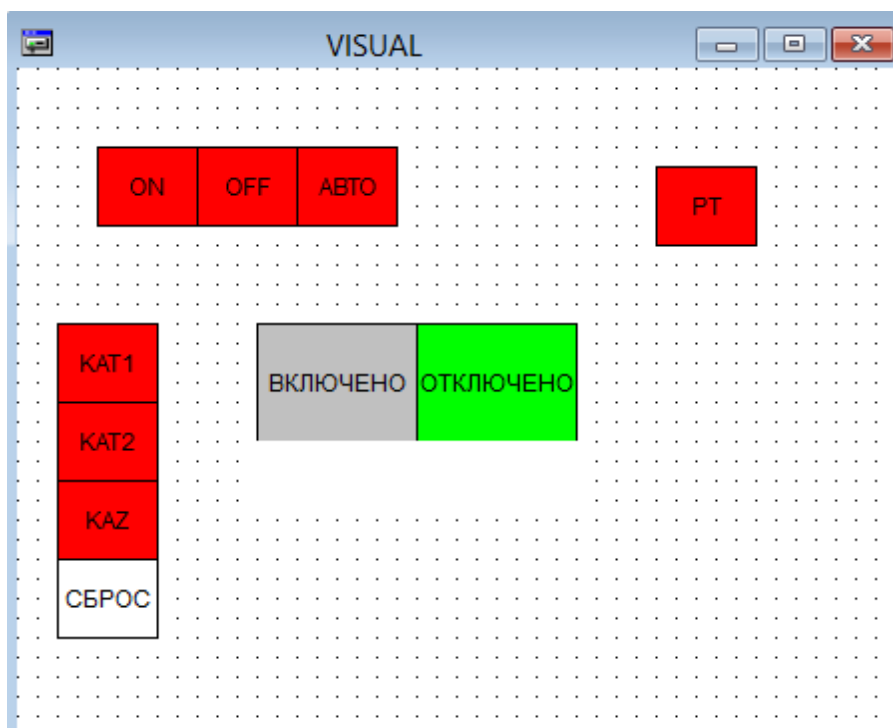 VISUAL
ON OFF АВТО
РТ
КАТ1
ВКЛЮЧЕНО ОТКЛЮЧЕНО
КАТ2
KAZ
СБРОС